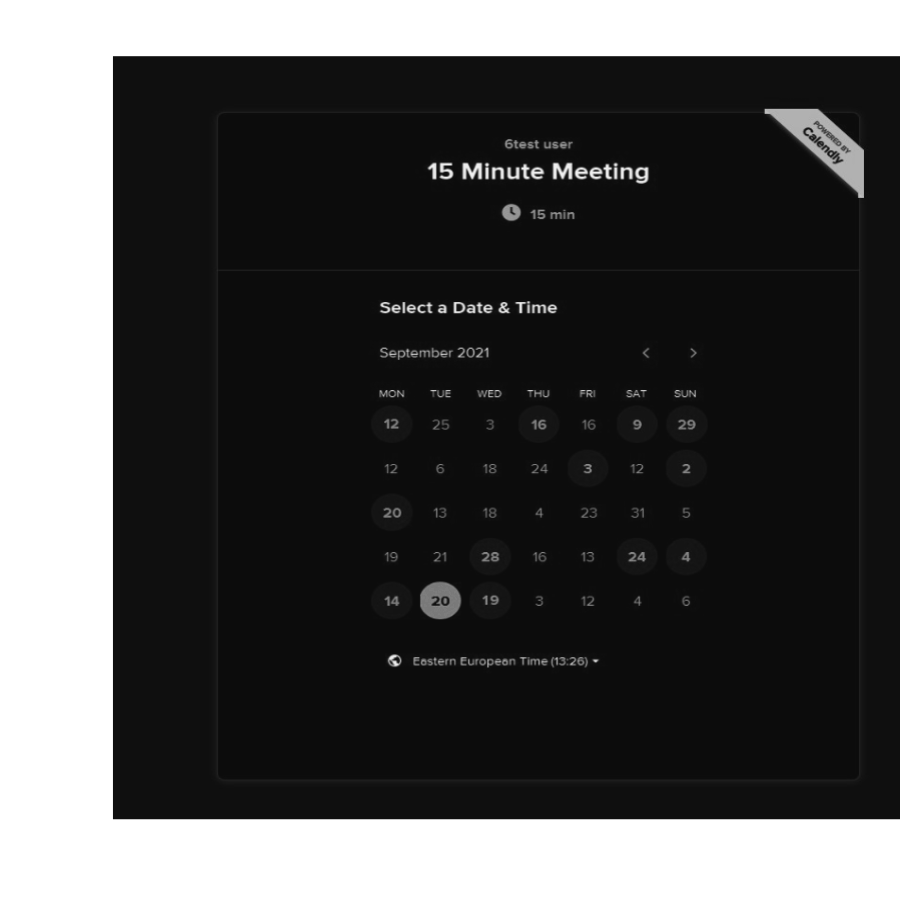 POWERED BY
Calendly
6test user
15 Minute Meeting
15 min
Select a Date & Time
September 2021
MON TUE WED THU FRI SAT SUN
12 25 3 16 16 9 29
12 6 18 24 3 12 2
20 13 18 4 23 31 5
19 21 28 16 13 24 4
14 20 19 3 12 4 6
Eastern European Time (13:26)